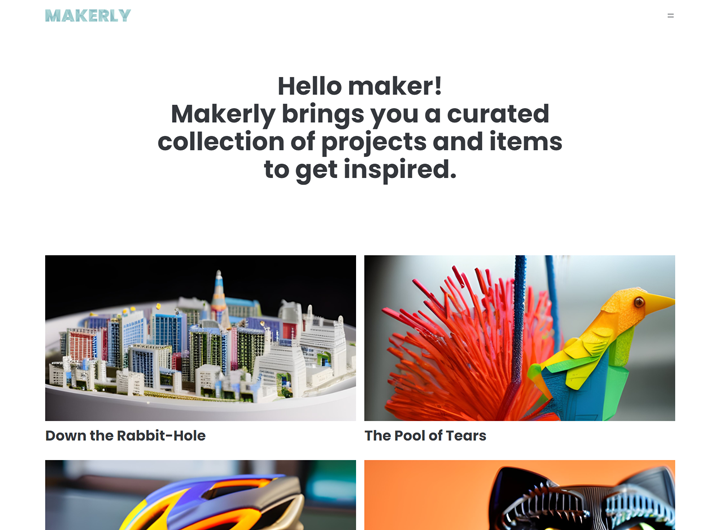 MAKERLY
Hello maker!
Makerly brings you a curated
collection of projects and items
to get inspired.
Down the Rabbit-Hole
The Pool of Tears